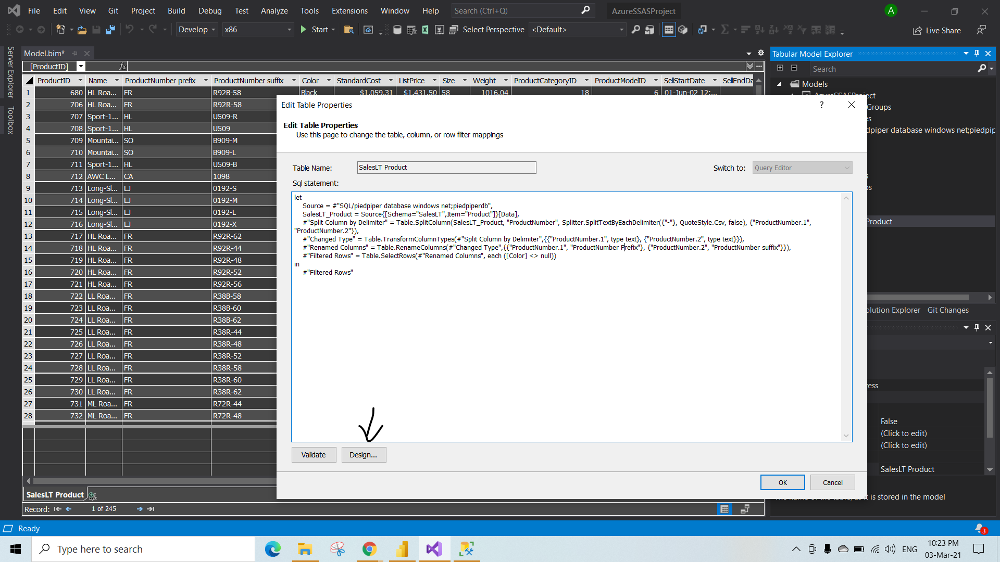 File Edit View Git Project Build Debug Test Analyze Tools Extensions Window Help Search (Ctrl+Q) AzureSSASProject A
Develop x86 Start Select Perspective <Default> Live Share
Server Explorer
Toolbox
Model.bim*
[ProductID] fx
ProductID Name ProductNumber prefix ProductNumber suffix Color StandardCost ListPrice Size Weight ProductCategoryID ProductModelID SellStartDate SellEndDa
1 680 HL Roa... FR R92B-58 Black $1,059.31 $1,431.50 58 1016.04 18 6 01-Jun-02 12:...
2 706 HL Roa... FR R92R-58
3 707 Sport-1... HL U509-R
4 708 Sport-1... HL U509
5 709 Mountai... SO B909-M
6 710 Mountai... SO B909-L
7 711 Sport-1... HL U509-B
8 712 AWC L... CA 1098
9 713 Long-Sl... LJ 0192-S
10 714 Long-Sl... LJ 0192-M
11 715 Long-Sl... LJ 0192-L
12 716 Long-Sl... LJ 0192-X
13 717 HL Roa... FR R92R-62
14 718 HL Roa... FR R92R-44
15 719 HL Roa... FR R92R-48
16 720 HL Roa... FR R92R-52
17 721 HL Roa... FR R92R-56
18 722 LL Roa... FR R38B-58
19 723 LL Roa... FR R38B-60
20 724 LL Roa... FR R38B-62
21 725 LL Roa... FR R38R-44
22 726 LL Roa... FR R38R-48
23 727 LL Roa... FR R38R-52
24 728 LL Roa... FR R38R-58
25 729 LL Roa... FR R38R-60
26 730 LL Roa... FR R38R-62
27 731 ML Roa... FR R72R-44
28 732 ML Roa... FR R72R-48
SalesLT Product
Record: 1 of 245
Edit Table Properties ?
Edit Table Properties
Use this page to change the table, column, or row filter mappings
Table Name: SalesLT Product Switch to: Query Editor
Sql statement:
let
Source = #"SQL/piedpiper database windows net;piedpiperdb",
SalesLT_Product = Source{[Schema="SalesLT",Item="Product"]}[Data],
#"Split Column by Delimiter" = Table.SplitColumn(SalesLT_Product, "ProductNumber", Splitter.SplitTextByEachDelimiter({"-"}, QuoteStyle.Csv, false), {"ProductNumber.1",
"ProductNumber.2"}),
#"Changed Type" = Table.TransformColumnTypes(#"Split Column by Delimiter",{{"ProductNumber.1", type text}, {"ProductNumber.2", type text}}),
#"Renamed Columns" = Table.RenameColumns(#"Changed Type",{{"ProductNumber.1", "ProductNumber Prefix"}, {"ProductNumber.2", "ProductNumber suffix"}}),
#"Filtered Rows" = Table.SelectRows(#"Renamed Columns", each ([Color] <> null))
in
#"Filtered Rows"
Validate Design...
OK Cancel
Tabular Model Explorer
Search
Models
AzureSSASProject
Groups
es
dpiper database windows net;piedpip
s
ps
Product
olution Explorer Git Changes
ress
False
(Click to edit)
(Click to edit)
SalesLT Product
The name of the table, as it is stored in the model
Ready 3
Type here to search ENG 10:23 PM
03-Mar-21